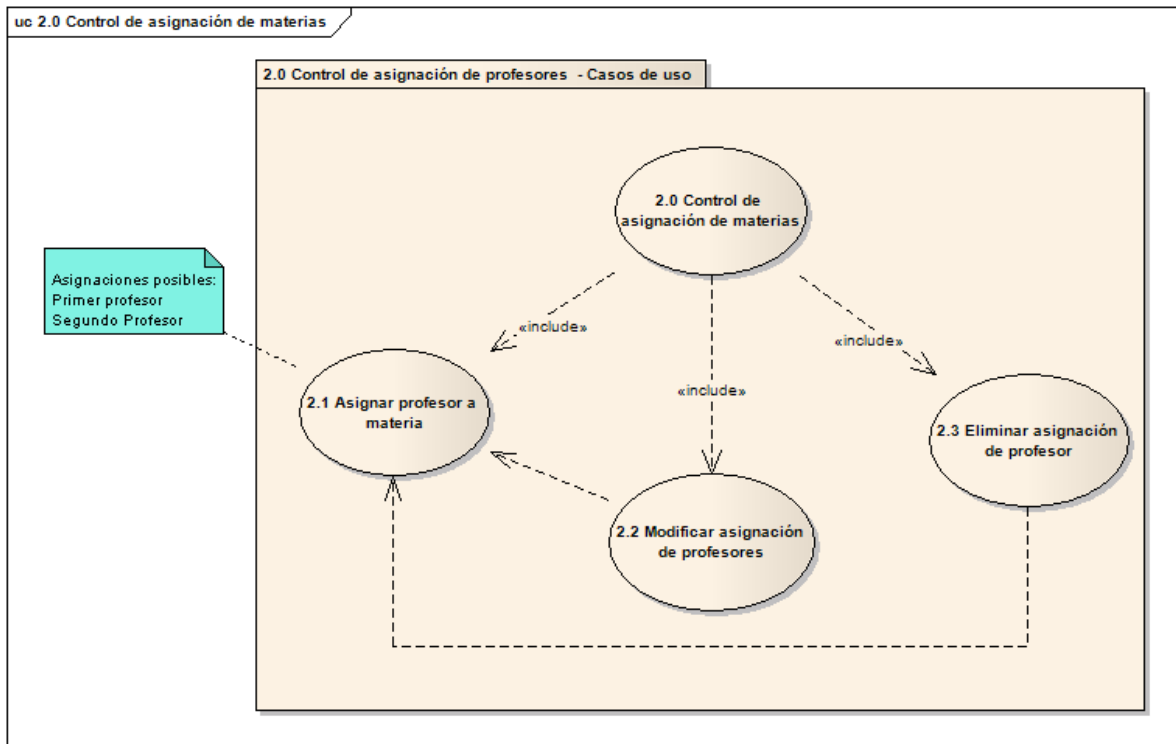 uc 2.0 Control de asignación de materias
2.0 Control de asignación de profesores - Casos de uso
2.0 Control de
asignación de materias
Asignaciones posibles:
Primer profesor
Segundo Profesor
«include»
«include»
«include»
2.1 Asignar profesor a
materia
2.3 Eliminar asignación
de profesor
2.2 Modificar asignación
de profesores